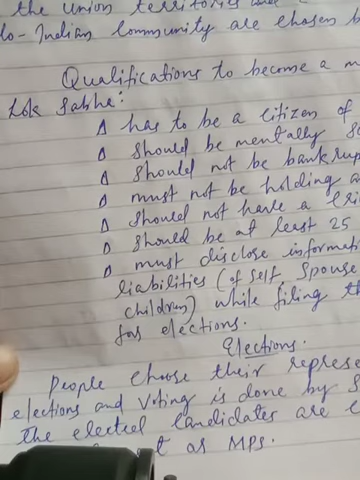 the union territories and
Indian Community are chosen b
Qualifications to become a m
Lok Sabha:
has to be a citizen of
should be mentally so
should not be bankrup
must not be holding a
should not have a cri
should be at least 25
must disclose informati
liabilities (of self, spouse
children) while filing th
for elections.
Elections.
People choose their represe
elections and voting is done by s
the elected candidates are c
as MPs.